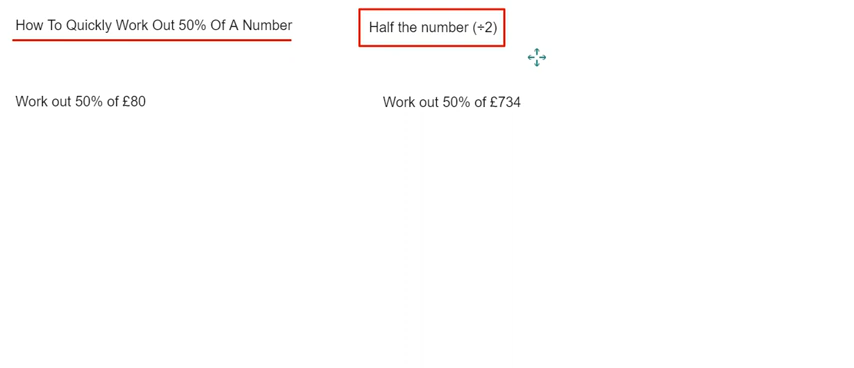 How To Quickly Work Out 50% Of A Number
Half the number (÷2)
Work out 50% of £80
Work out 50% of £734